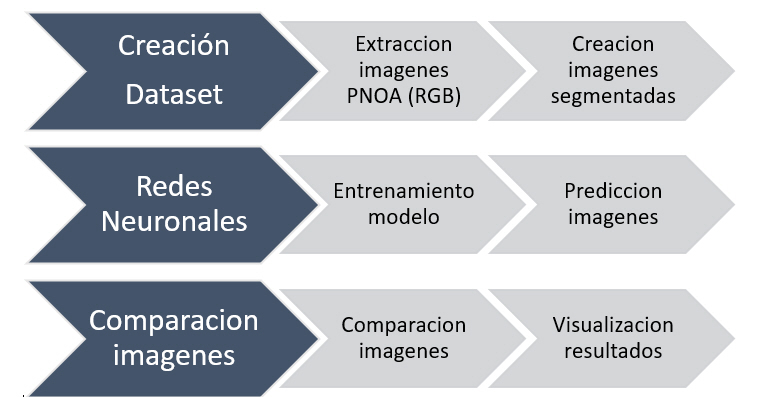 Creación
Dataset
Extraccion
imagenes
PNOA (RGB)
Creacion
imagenes
segmentadas
Redes
Neuronales
Entrenamiento
modelo
Prediccion
imagenes
Comparacion
imagenes
Comparacion
imagenes
Visualizacion
resultados